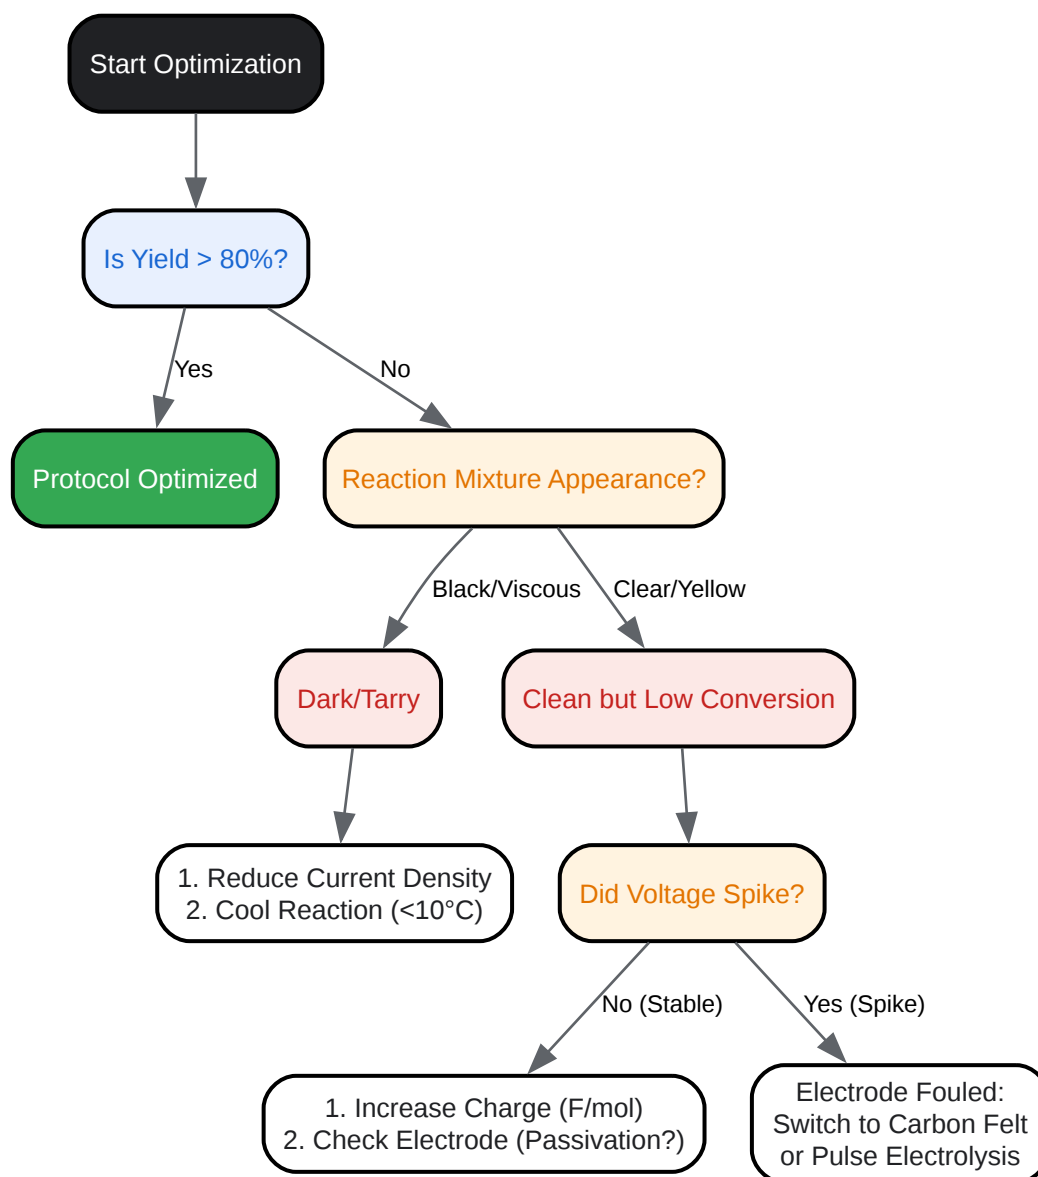 Start Optimization
Is Yield > 80%?
Yes
No
Protocol Optimized
Reaction Mixture Appearance?
Black/Viscous
Clear/Yellow
Dark/Tarry
Clean but Low Conversion
1. Reduce Current Density
2. Cool Reaction (<10°C)
Did Voltage Spike?
No (Stable)
Yes (Spike)
1. Increase Charge (F/mol)
2. Check Electrode (Passivation?)
Electrode Fouled:
Switch to Carbon Felt
or Pulse Electrolysis